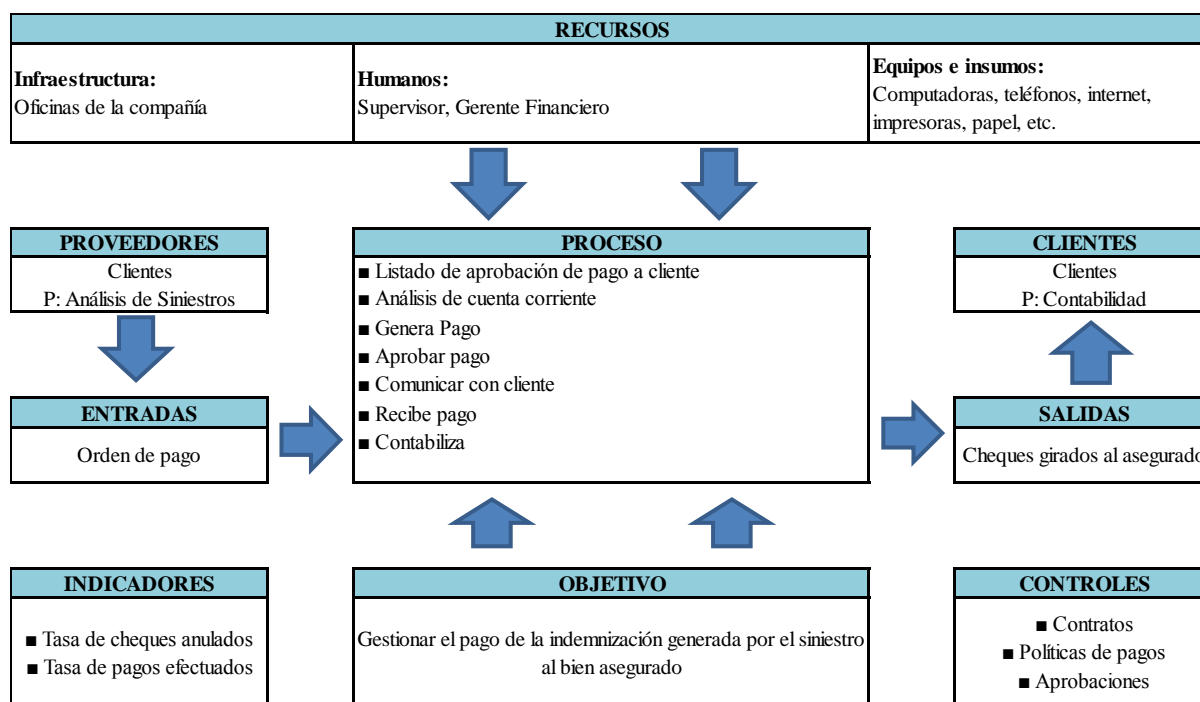 RECURSOS
Infraestructura:
Oficinas de la compañía
Humanos:
Supervisor, Gerente Financiero
Equipos e insumos:
Computadoras, teléfonos, internet,
impresoras, papel, etc.
PROVEEDORES
Clientes
P: Análisis de Siniestros
ENTRADAS
Orden de pago
PROCESO
■ Listado de aprobación de pago a cliente
■ Análisis de cuenta corriente
■ Genera Pago
■ Aprobar pago
■ Comunicar con cliente
■ Recibe pago
■ Contabiliza
CLIENTES
Clientes
P: Contabilidad
SALIDAS
Cheques girados al asegurado
INDICADORES
■ Tasa de cheques anulados
■ Tasa de pagos efectuados
OBJETIVO
Gestionar el pago de la indemnización generada por el siniestro
al bien asegurado
CONTROLES
■ Contratos
■ Políticas de pagos
■ Aprobaciones